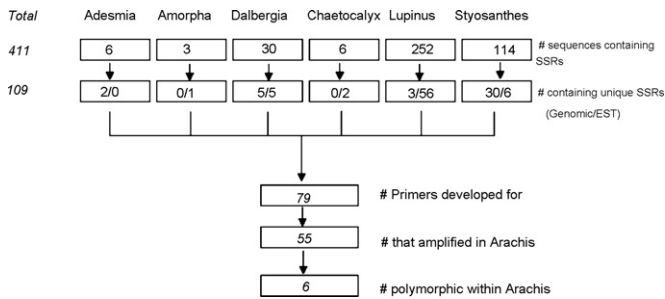 Total Adesmia Amorpha Dalbergia Chaetocalyx Lupinus Styosanthes
411 6 3 30 6 252 114 # sequences containing SSRs
109 2/0 0/1 5/5 0/2 3/56 30/6 # containing unique SSRs
(Genomic/EST)
79 # Primers developed for
55 # that amplified in Arachis
6 # polymorphic within Arachis